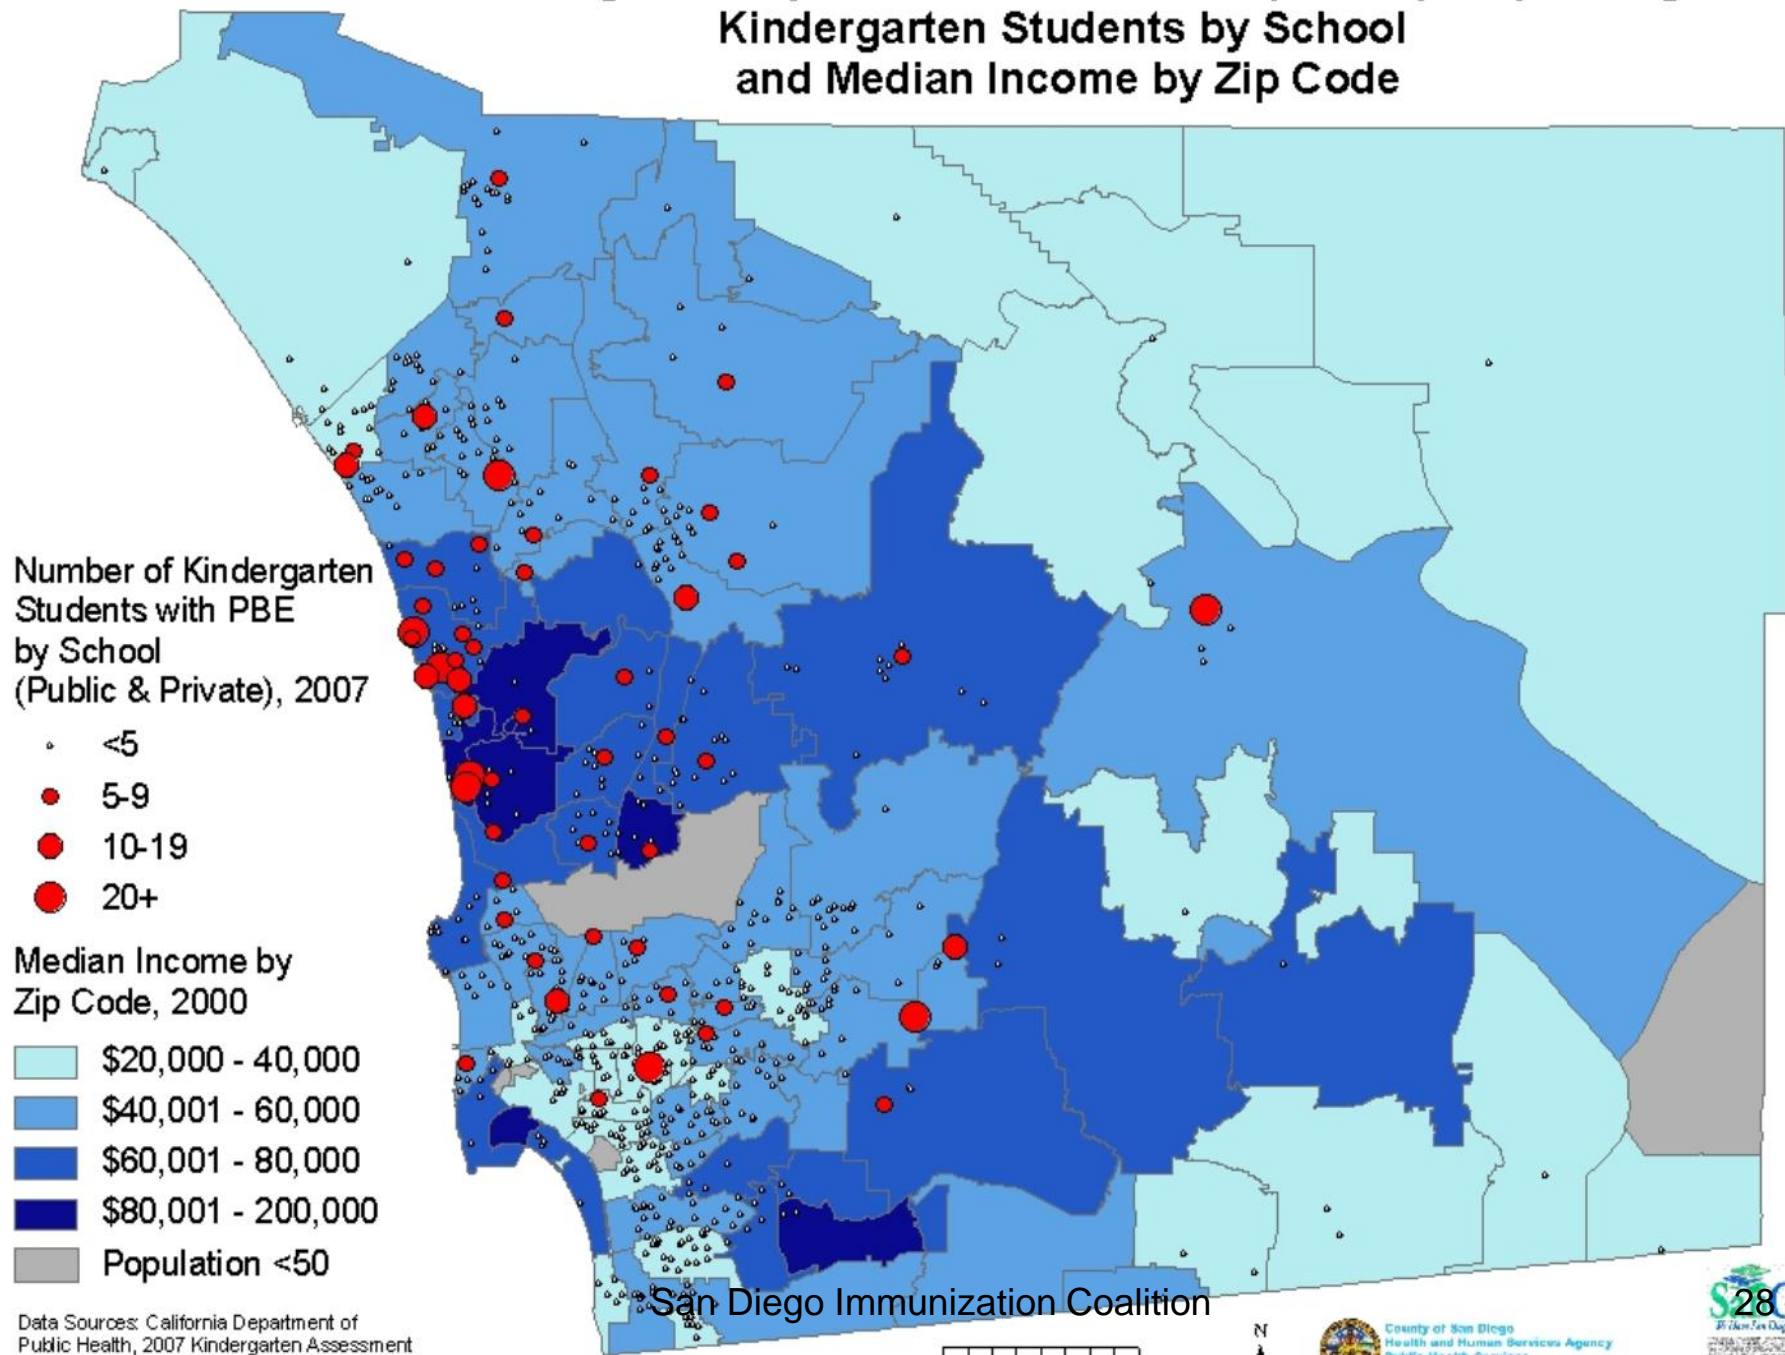 Kindergarten Students by School
and Median Income by Zip Code
Number of Kindergarten
Students with PBE
by School
(Public & Private), 2007
<5
5-9
10-19
20+
Median Income by
Zip Code, 2000
$20,000 - 40,000
$40,001 - 60,000
$60,001 - 80,000
$80,001 - 200,000
Population <50
Data Sources: California Department of
Public Health, 2007 Kindergarten Assessment
San Diego Immunization Coalition
N
County of San Diego
Health and Human Services Agency
28